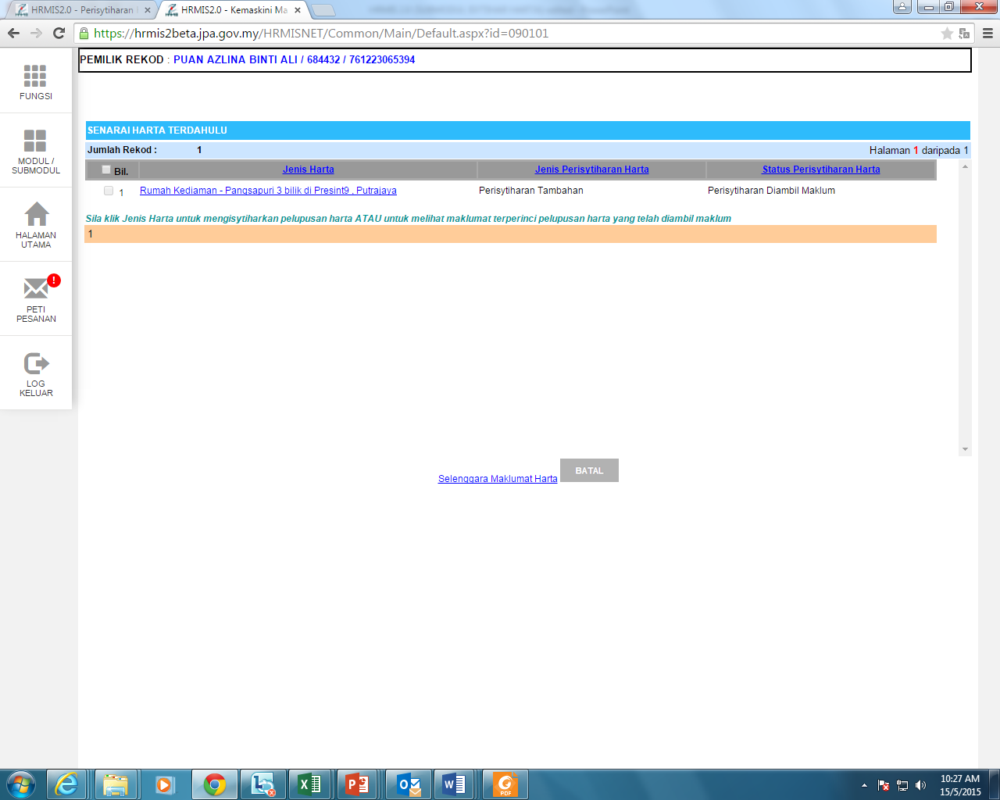 HRMIS2.0 - Perisytiharan
HRMIS2.0 - Kemaskini Ma
https://hrmis2beta.jpa.gov.my/HRMISNET/Common/Main/Default.aspx?id=090101
PEMILIK REKOD : PUAN AZLINA BINTI ALI / 684432 / 761223065394
FUNGSI
MODUL /
SUBMODUL
HALAMAN
UTAMA
!
PETI
PESANAN
LOG
KELUAR
SENARAI HARTA TERDAHULU
Jumlah Rekod : 1 Halaman 1 daripada 1
Bil. Jenis Harta Jenis Perisytiharan Harta Status Perisytiharan Harta
1 Rumah Kediaman - Pangsapuri 3 bilik di Presint9 , Putrajaya Perisytiharan Tambahan Perisytiharan Diambil Maklum
Sila klik Jenis Harta untuk mengisytiharkan pelupusan harta ATAU untuk melihat maklumat terperinci pelupusan harta yang telah diambil maklum
1
Selenggara Maklumat Harta BATAL
PDF
10:27 AM
15/5/2015